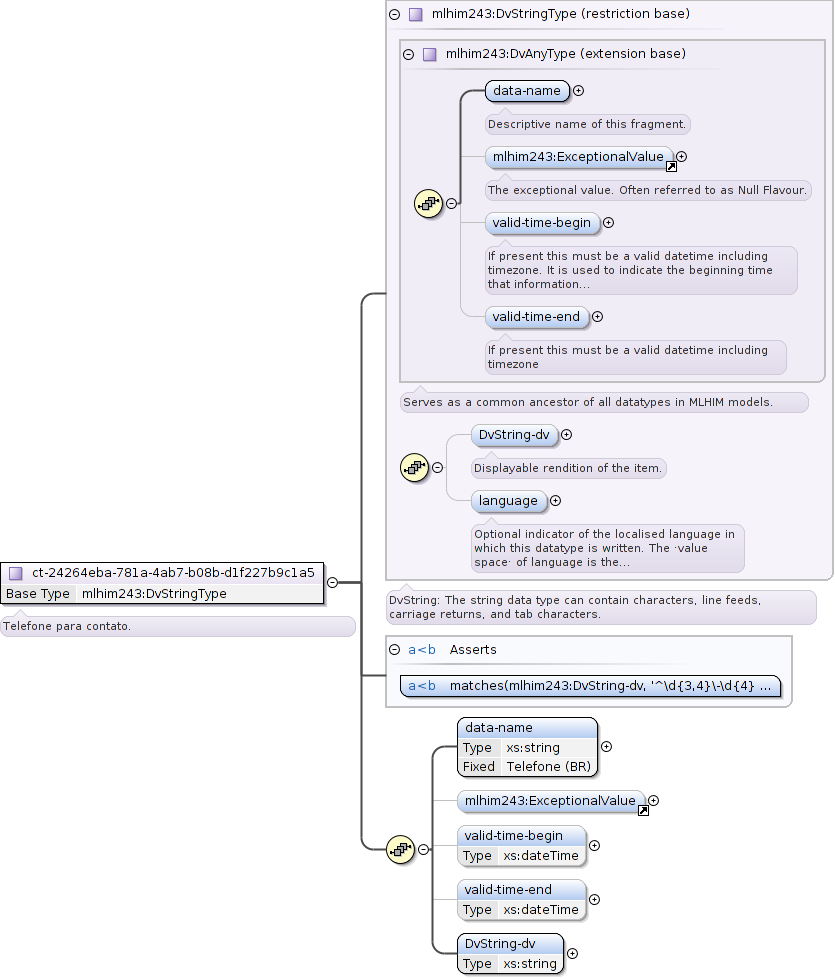 mlhim243:DvStringType (restriction base)
mlhim243:DvAnyType (extension base)
data-name
Descriptive name of this fragment.
mlhim243:ExceptionalValue
The exceptional value. Often referred to as Null Flavour.
valid-time-begin
If present this must be a valid datetime including
timezone. It is used to indicate the beginning time
that information...
valid-time-end
If present this must be a valid datetime including
timezone
Serves as a common ancestor of all datatypes in MLHIM models.
DvString-dv
Displayable rendition of the item.
language
Optional indicator of the localised language in
which this datatype is written. The ·value
space· of language is the...
ct-24264eba-781a-4ab7-b08b-d1f227b9c1a5
Base Type mlhim243:DvStringType
Telefone para contato.
DvString: The string data type can contain characters, line feeds,
carriage returns, and tab characters.
a<b Asserts
a<b matches(mlhim243:DvString-dv, '^\d{3,4}\-\d{4} ...
data-name
Type xs:string
Fixed Telefone (BR)
mlhim243:ExceptionalValue
valid-time-begin
Type xs:dateTime
valid-time-end
Type xs:dateTime
DvString-dv
Type xs:string